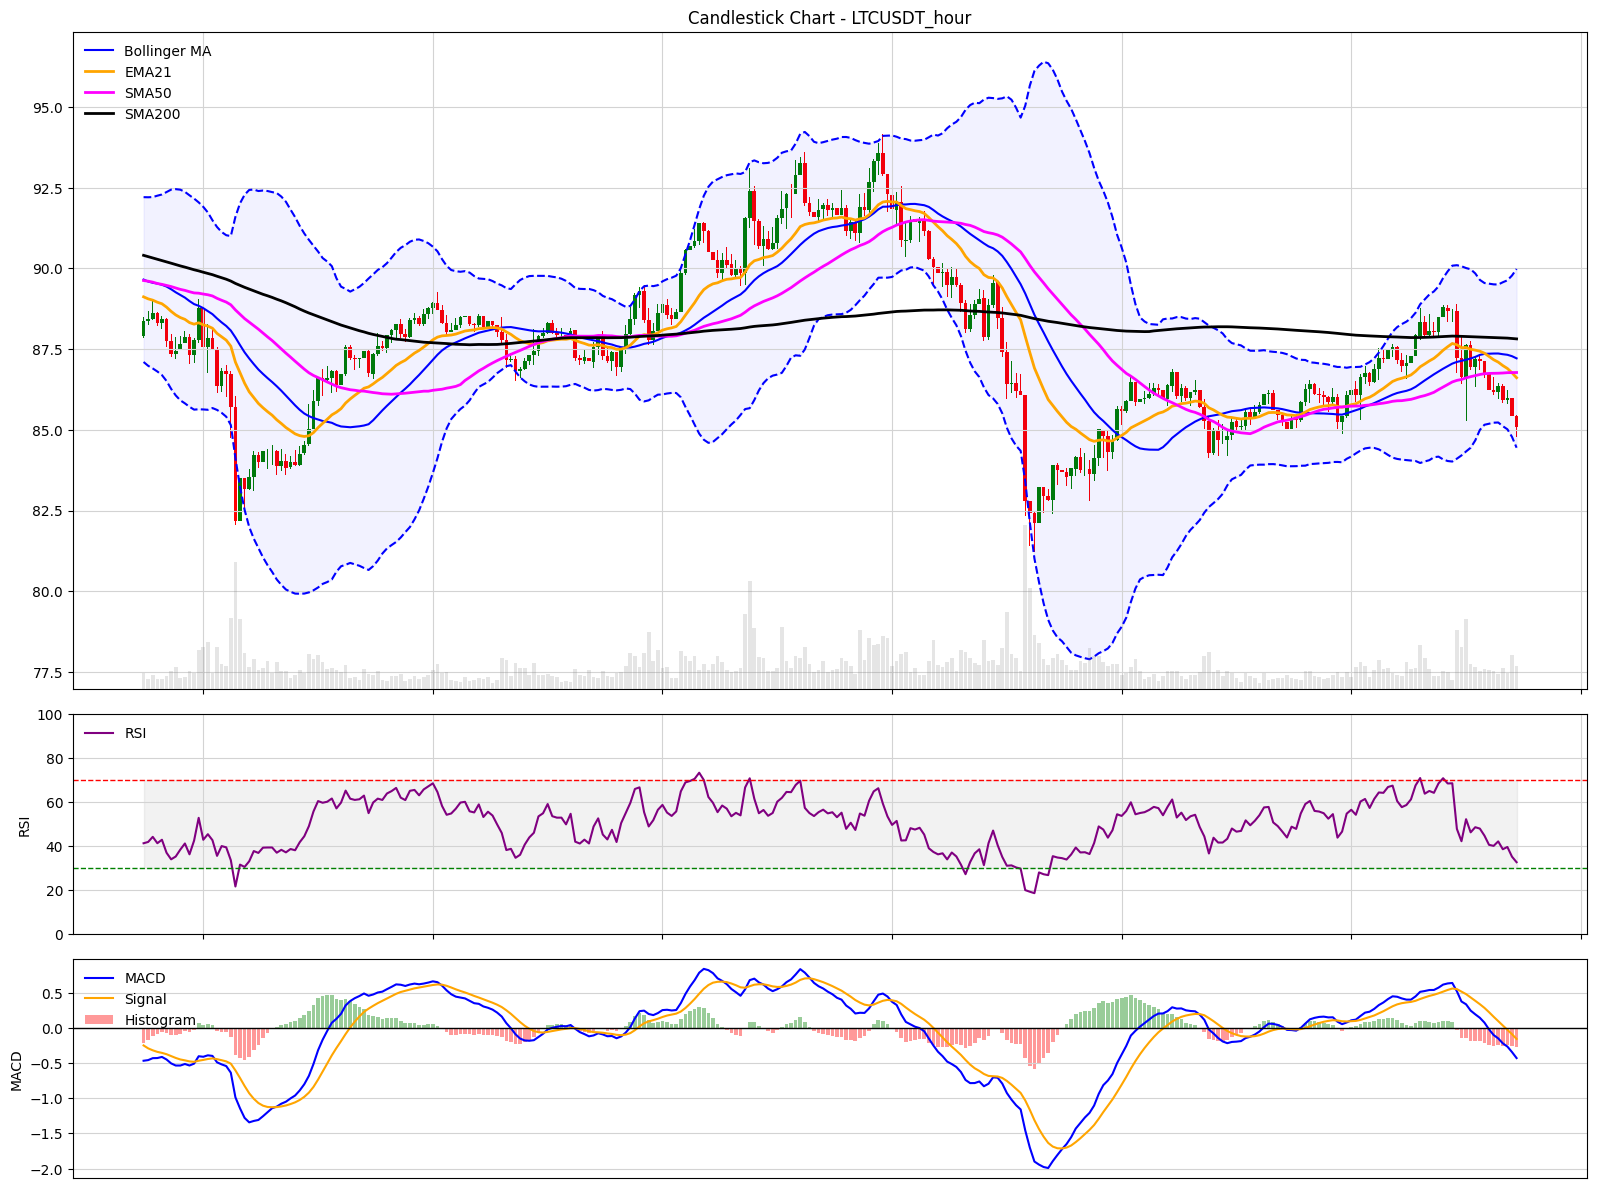 Candlestick Chart - LTCUSDT_hour
Bollinger MA
EMA21
SMA50
SMA200
95.0
92.5
90.0
87.5
85.0
82.5
80.0
77.5
RSI
100
80
60
40
20
0
RSI
MACD
Signal
Histogram
0.5
0.0
−0.5
−1.0
−1.5
−2.0
MACD